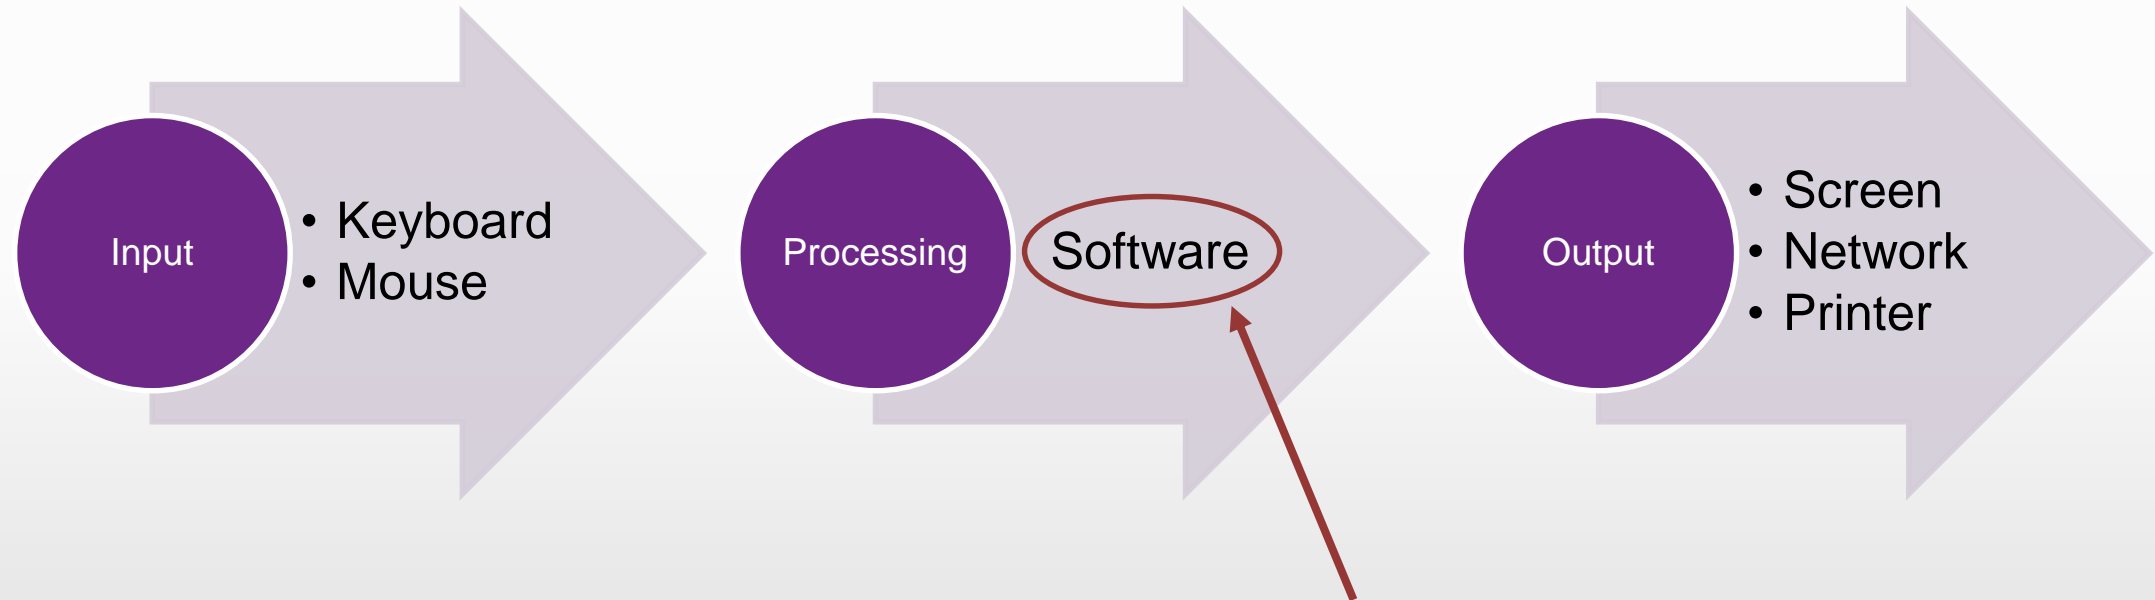 Input
• Keyboard
• Mouse
Processing
Software
Output
• Screen
• Network
• Printer